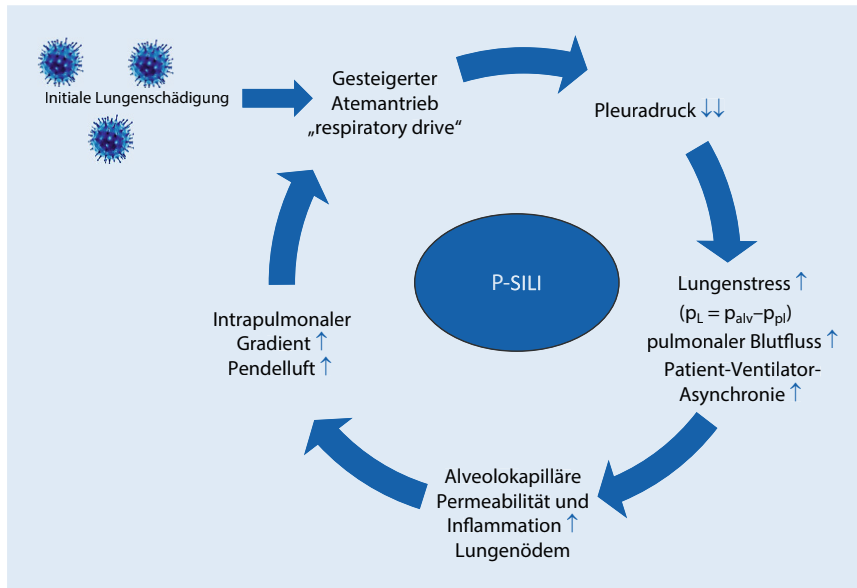 Initiale Lungenschädigung
Gesteigerter
Atemantrieb
„respiratory drive“
Pleuradruck ↓↓
Lungenstress ↑
(pL = palv–ppl)
pulmonaler Blutfluss ↑
Patient-Ventilator-
Asynchronie ↑
Alveolokapilläre
Permeabilität und
Inflammation ↑
Lungenödem
Intrapulmonaler
Gradient ↑
Pendelluft ↑
P-SILI